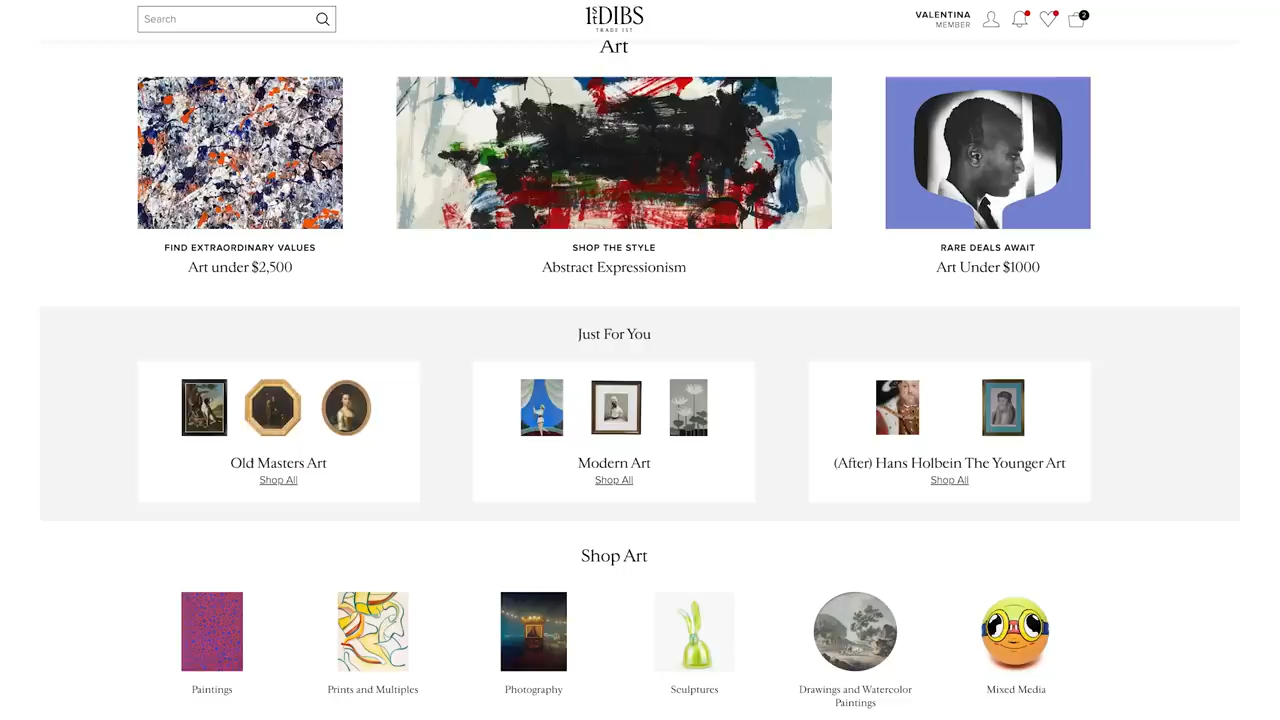 Search
1STDIBS
TRADE 1ST
VALENTINA
MEMBER
2
Art
FIND EXTRAORDINARY VALUES
Art under $2,500
SHOP THE STYLE
Abstract Expressionism
RARE DEALS AWAIT
Art Under $1000
Just For You
Old Masters Art
Shop All
Modern Art
Shop All
(After) Hans Holbein The Younger Art
Shop All
Shop Art
Paintings
Prints and Multiples
Photography
Sculptures
Drawings and Watercolor
Paintings
Mixed Media